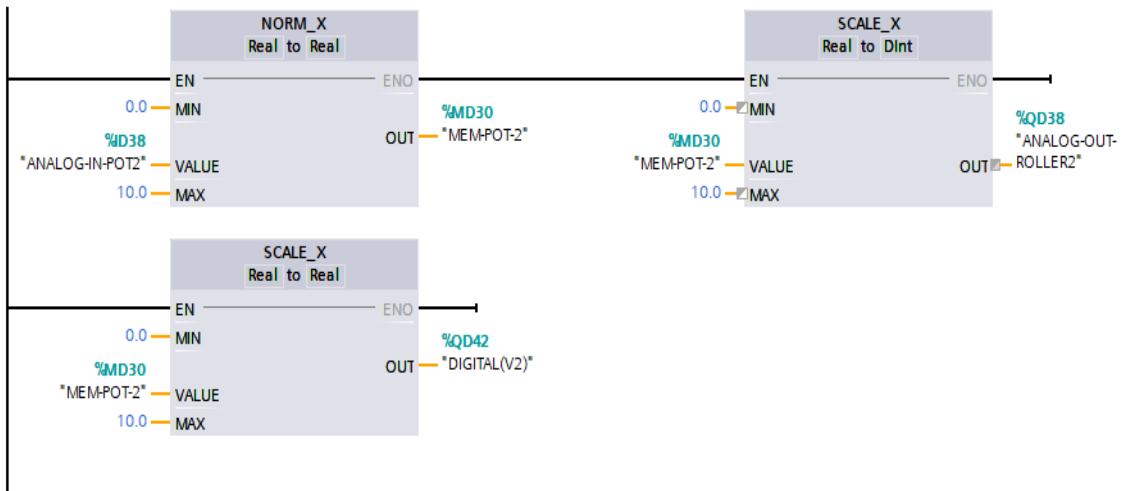 NORM_X
Real to Real
EN
ENO
0.0
MIN
%ID38
"ANALOG-IN-POT2"
VALUE
10.0
MAX
OUT
%MD30
"MEM-POT-2"
SCALE_X
Real to Dint
EN
ENO
0.0
MIN
%MD30
"MEM-POT-2"
VALUE
10.0
MAX
OUT
%QD38
"ANALOG-OUT-
ROLLER2"
SCALE_X
Real to Real
EN
ENO
0.0
MIN
%MD30
"MEM-POT-2"
VALUE
10.0
MAX
OUT
%QD42
"DIGITAL(V2)"